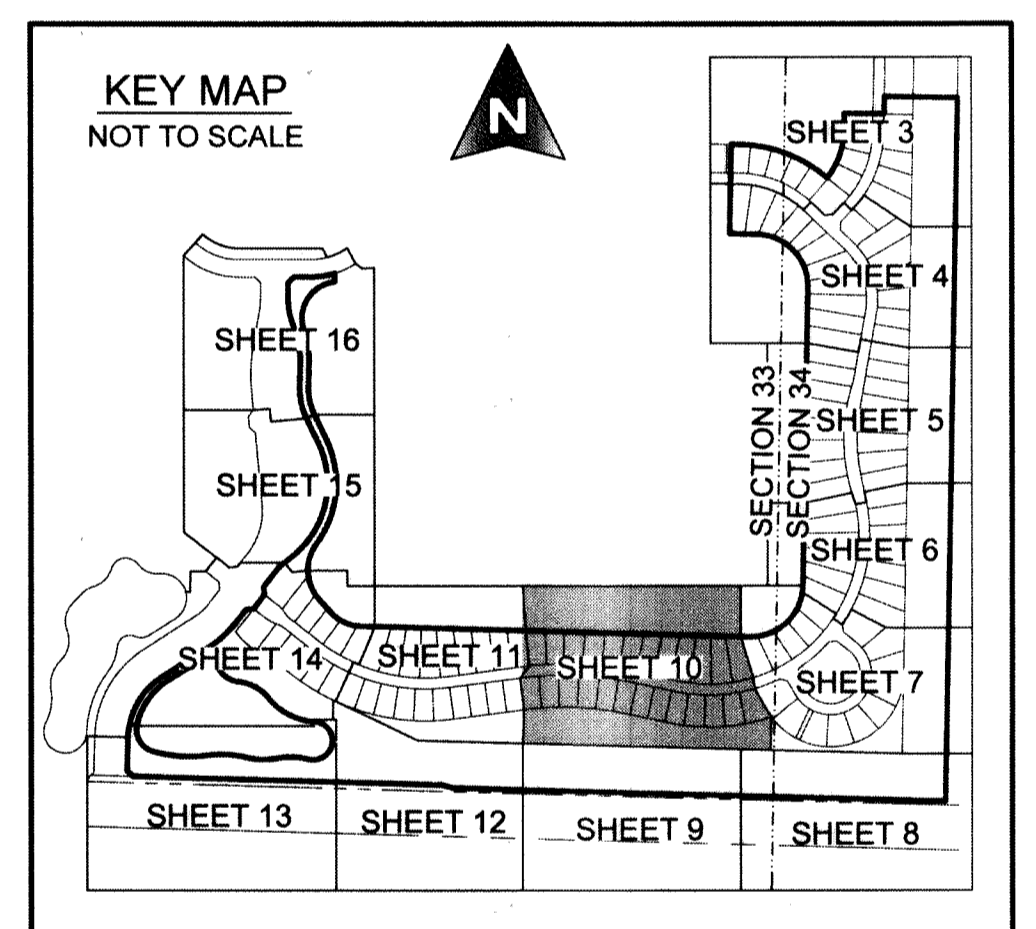 KEY MAP
NOT TO SCALE
N
SHEET 3
SHEET 4
SHEET 16
SECTION 33
SECTION 34
SHEET 5
SHEET 15
SHEET 6
SHEET 14
SHEET 11
SHEET 10
SHEET 7
SHEET 13
SHEET 12
SHEET 9
SHEET 8